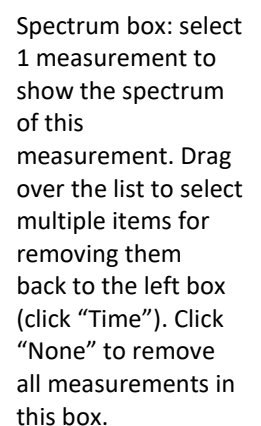 Spectrum box: select
1 measurement to
show the spectrum
of this
measurement. Drag
over the list to select
multiple items for
removing them
back to the left box
(click “Time”). Click
“None” to remove
all measurements in
this box.